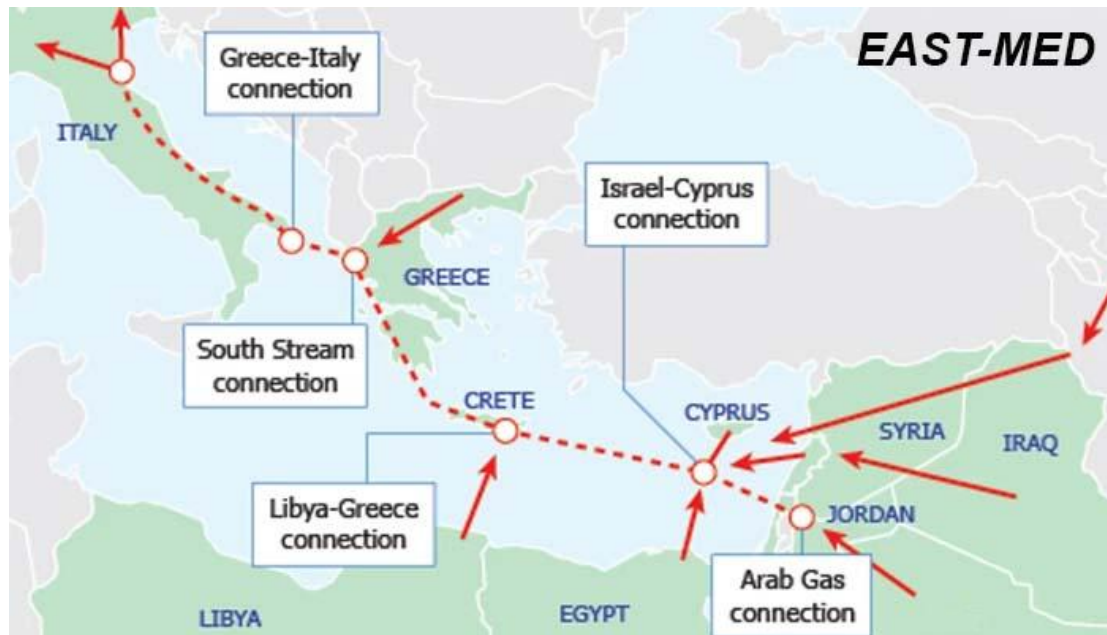 EAST-MED
Greece-Italy
connection
ITALY
Israel-Cyprus
connection
GREECE
South Stream
connection
CRETE
CYPRUS
SYRIA
IRAQ
Libya-Greece
connection
JORDAN
Arab Gas
connection
LIBYA
EGYPT